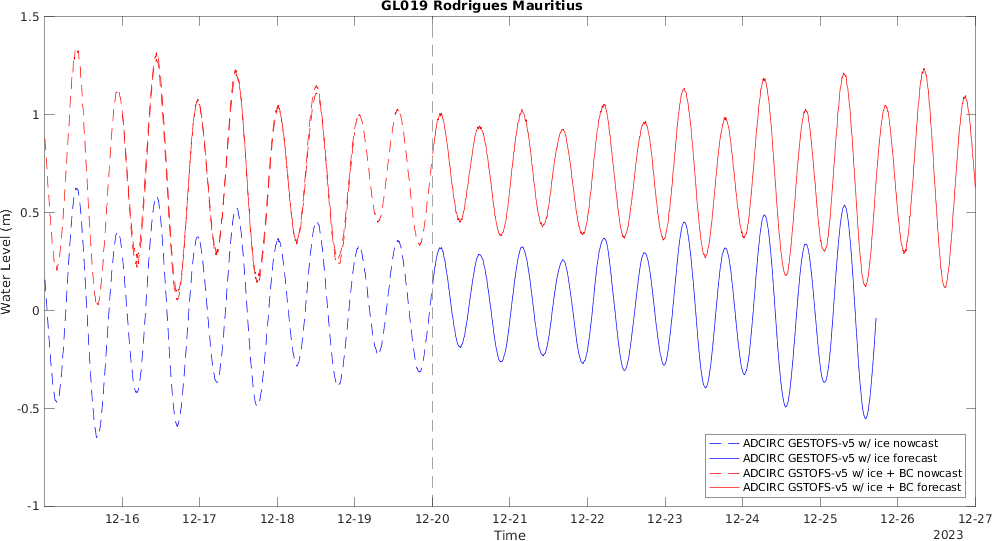 GL019 Rodrigues Mauritius
1.5
1
0.5
0
-0.5
-1
Water Level (m)
ADCIRC GESTOFS-v5 w/ ice nowcast
ADCIRC GESTOFS-v5 w/ ice forecast
ADCIRC GSTOFS-v5 w/ ice + BC nowcast
ADCIRC GSTOFS-v5 w/ ice + BC forecast
12-16 12-17 12-18 12-19 12-20 12-21 12-22 12-23 12-24 12-25 12-26 12-27
Time
2023